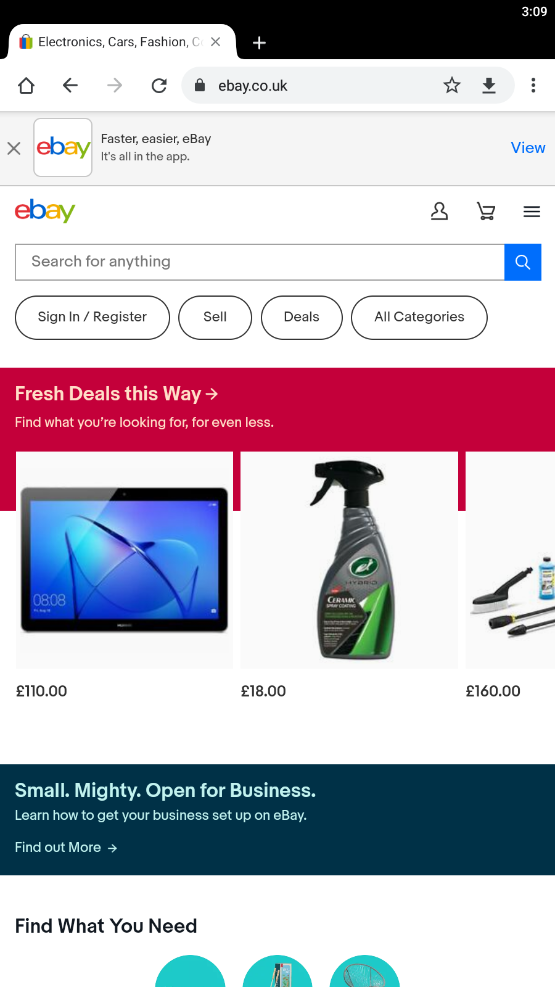 3:09
Electronics, Cars, Fashion, C
ebay.co.uk
ebay
Faster, easier, eBay
It's all in the app.
View
ebay
Search for anything
Sign In / Register
Sell
Deals
All Categories
Fresh Deals this Way →
Find what you're looking for, for even less.
08:08
HUAWEI
HYBRID
CERAMIC
SPRAY COATING
£110.00
£18.00
£160.00
Small. Mighty. Open for Business.
Learn how to get your business set up on eBay.
Find out More →
Find What You Need